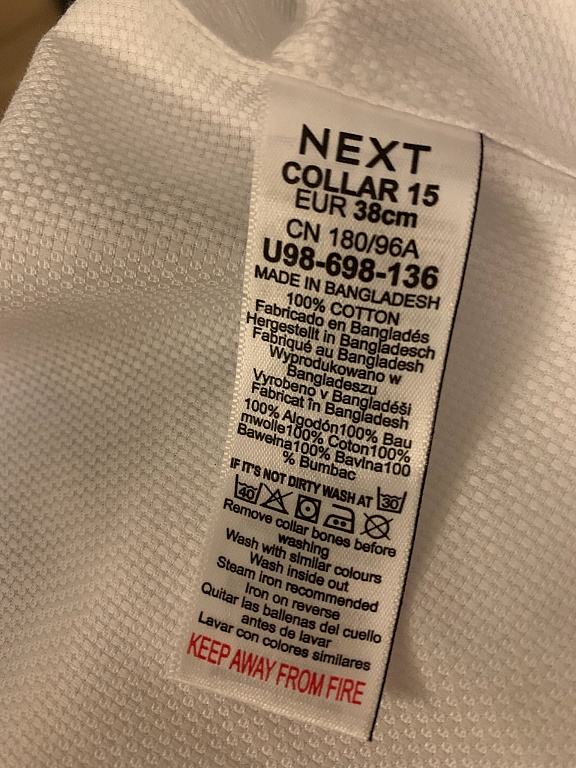 NEXT
COLLAR 15
EUR 38cm
CN 180/96A
U98-698-136
MADE IN BANGLADESH
100% COTTON
Fabricado en Bangladés
Hergestellt in Bangladesch
Fabriqué au Bangladesh
Wyprodukowano w
Bangladeszu
Vyrobeno v Bangladéši
Fabricat în Bangladesh
100% Algodón100% Bau
mwolle100% Coton100%
Bawełna100% Bavlna100
% Bumbac
IF IT'S NOT DIRTY WASH AT 30
40
Remove collar bones before
washing
Wash with similar colours
Wash inside out
Steam iron recommended
Iron on reverse
Quitar las ballenas del cuello
antes de lavar
Lavar con colores similares
KEEP AWAY FROM FIRE